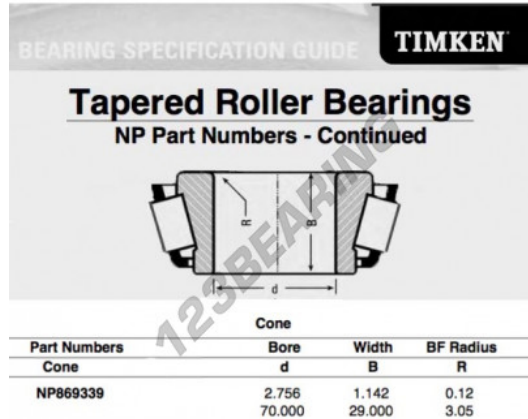 BEARING SPECIFICATION GUIDE
TIMKEN
Tapered Roller Bearings
NP Part Numbers - Continued
R
B
d
123BEARING
Cone
Part Numbers Bore Width BF Radius
Cone d B R
NP869339 2.756 1.142 0.12
70.000 29.000 3.05